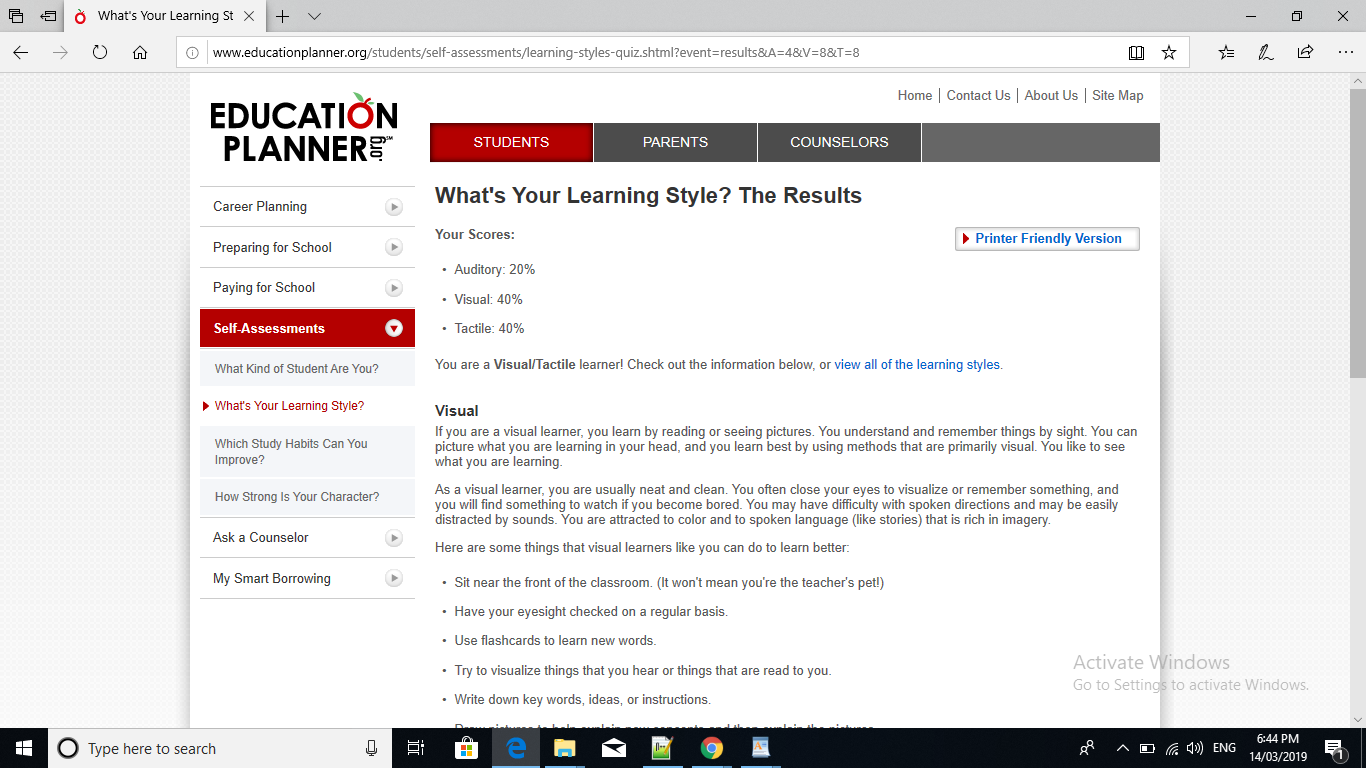 What's Your Learning St
www.educationplanner.org/students/self-assessments/learning-styles-quiz.shtml?event=results&A=4&V=8&T=8
EDUCATION
PLANNER.org SM
Home | Contact Us | About Us | Site Map
STUDENTS PARENTS COUNSELORS
Career Planning
Preparing for School
Paying for School
Self-Assessments
What Kind of Student Are You?
What's Your Learning Style?
Which Study Habits Can You
Improve?
How Strong Is Your Character?
Ask a Counselor
My Smart Borrowing
What's Your Learning Style? The Results
Your Scores:
Printer Friendly Version
• Auditory: 20%
• Visual: 40%
• Tactile: 40%
You are a Visual/Tactile learner! Check out the information below, or view all of the learning styles.
Visual
If you are a visual learner, you learn by reading or seeing pictures. You understand and remember things by sight. You can
picture what you are learning in your head, and you learn best by using methods that are primarily visual. You like to see
what you are learning.
As a visual learner, you are usually neat and clean. You often close your eyes to visualize or remember something, and
you will find something to watch if you become bored. You may have difficulty with spoken directions and may be easily
distracted by sounds. You are attracted to color and to spoken language (like stories) that is rich in imagery.
Here are some things that visual learners like you can do to learn better:
• Sit near the front of the classroom. (It won't mean you're the teacher's pet!)
• Have your eyesight checked on a regular basis.
• Use flashcards to learn new words.
• Try to visualize things that you hear or things that are read to you.
• Write down key words, ideas, or instructions.
• Draw pictures to help explain new concepts and then explain the pictures.
Activate Windows
Go to Settings to activate Windows.
Type here to search
ENG
6:44 PM
14/03/2019
1